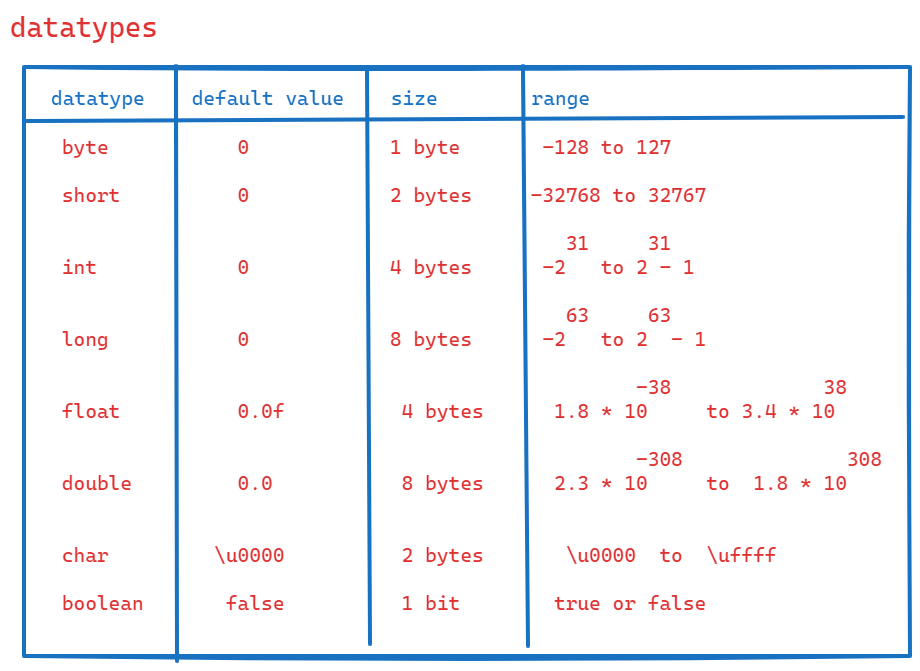 datatypes
datatype default value size range
byte 0 1 byte -128 to 127
short 0 2 bytes -32768 to 32767
31 31
int 0 4 bytes -2 to 2 - 1
63 63
long 0 8 bytes -2 to 2 - 1
-38 38
float 0.0f 4 bytes 1.8 * 10 to 3.4 * 10
-308 308
double 0.0 8 bytes 2.3 * 10 to 1.8 * 10
char \u0000 2 bytes \u0000 to \uffff
boolean false 1 bit true or false